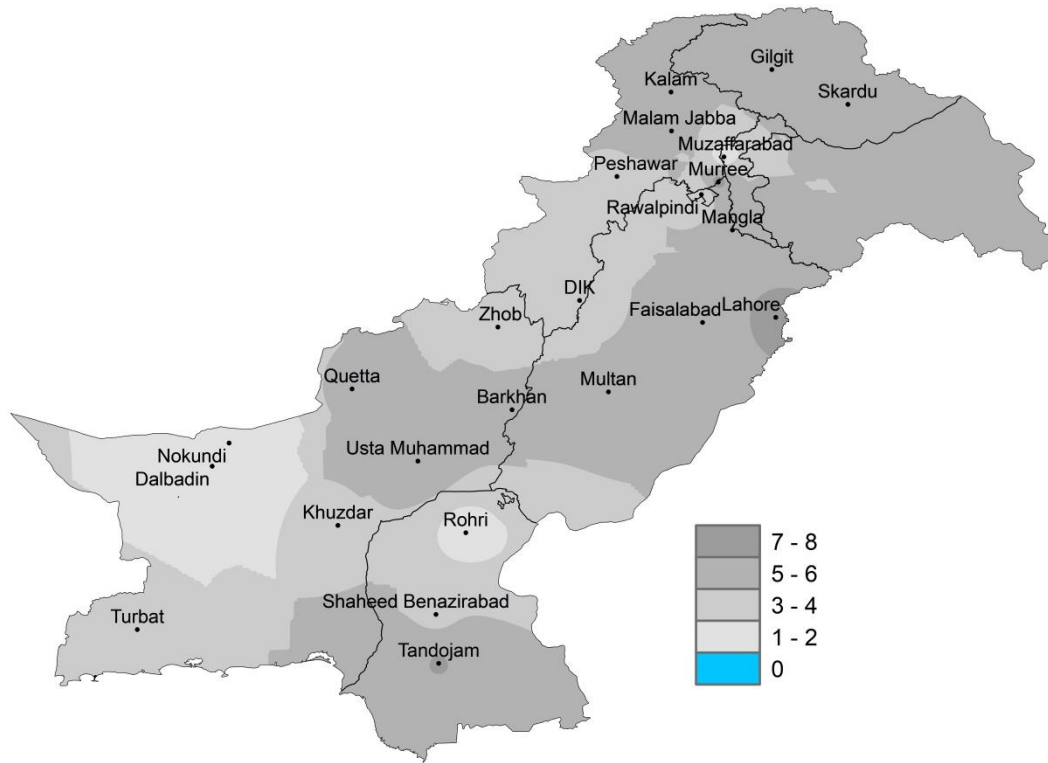 Gilgit
Kalam
Skardu
Malam Jabba
Muzaffarabad
Peshawar
Murree
Rawalpindi
Mangla
DIK
Zhob
Faisalabad
Lahore
Quetta
Multan
Barkhan
Usta Muhammad
Nokundi
Dalbadin
Khuzdar
Rohri
Shaheed Benazirabad
Turbat
Tandojam
7 - 8
5 - 6
3 - 4
1 - 2
0